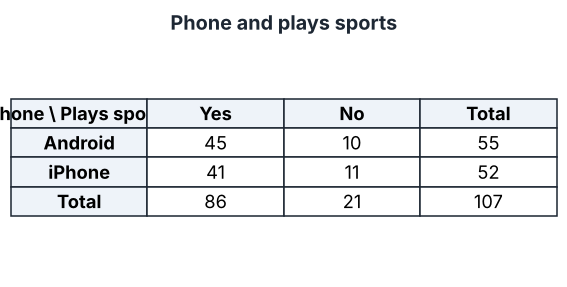 Phone and plays sports
hone \ Plays spo Yes No Total
Android 45 10 55
iPhone 41 11 52
Total 86 21 107